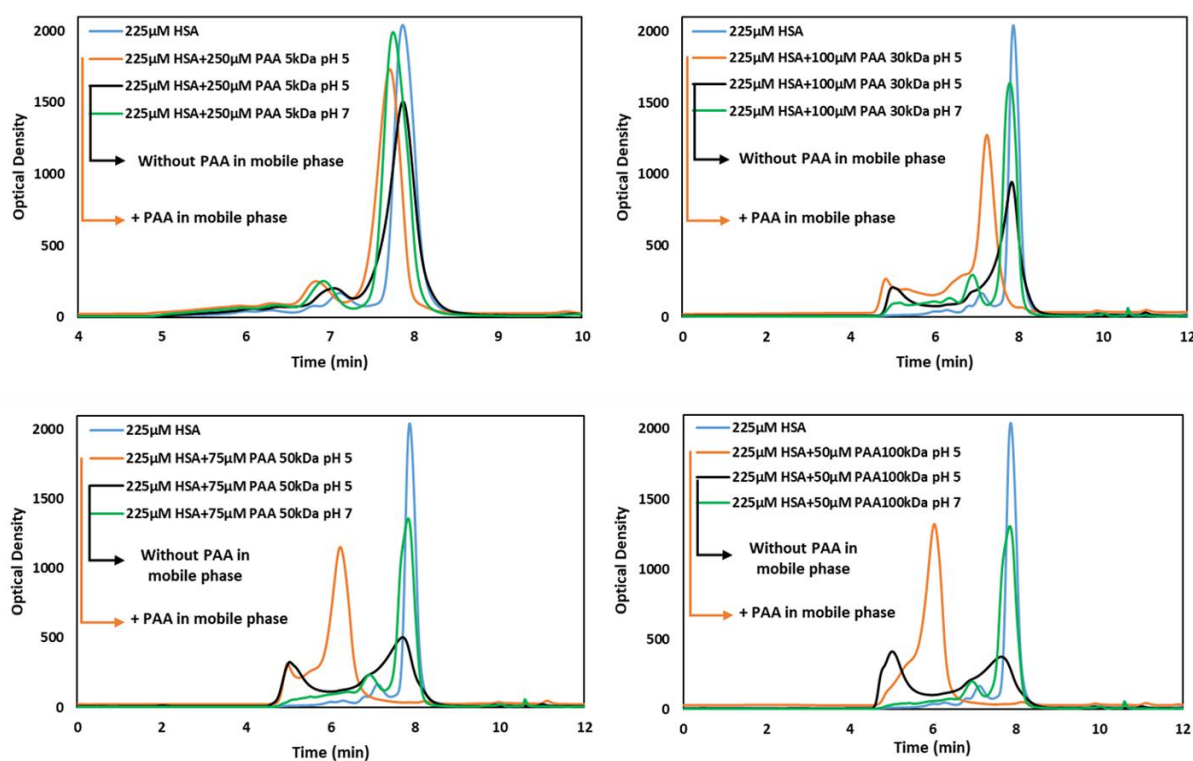 2000
1500
1000
500
0
Optical Density
225µM HSA
225µM HSA+250µM PAA 5kDa pH 5
225µM HSA+250µM PAA 5kDa pH 5
225µM HSA+250µM PAA 5kDa pH 7
Without PAA in mobile phase
+ PAA in mobile phase
4 5 6 7 8 9 10
Time (min)
2000
1500
1000
500
0
Optical Density
225µM HSA
225µM HSA+100µM PAA 30kDa pH 5
225µM HSA+100µM PAA 30kDa pH 5
225µM HSA+100µM PAA 30kDa pH 7
Without PAA in mobile phase
+ PAA in mobile phase
0 2 4 6 8 10 12
Time (min)
2000
1500
1000
500
0
Optical Density
225µM HSA
225µM HSA+75µM PAA 50kDa pH 5
225µM HSA+75µM PAA 50kDa pH 5
225µM HSA+75µM PAA 50kDa pH 7
Without PAA in
mobile phase
+ PAA in mobile phase
0 2 4 6 8 10 12
Time (min)
2000
1500
1000
500
0
Optical Density
225µM HSA
225µM HSA+50µM PAA100kDa pH 5
225µM HSA+50µM PAA100kDa pH 5
225µM HSA+50µM PAA100kDa pH 7
Without PAA in
mobile phase
+ PAA in mobile phase
0 2 4 6 8 10 12
Time (min)